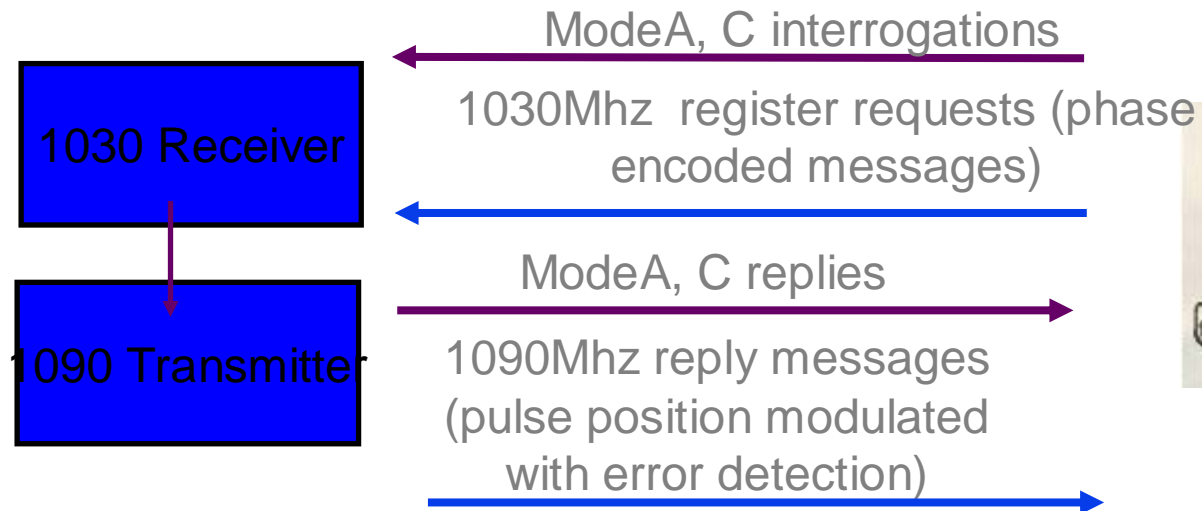 ModeA, C interrogations
1030 Receiver
1030Mhz register requests (phase
encoded messages)
ModeA, C replies
1090 Transmitter
1090Mhz reply messages
(pulse position modulated
with error detection)